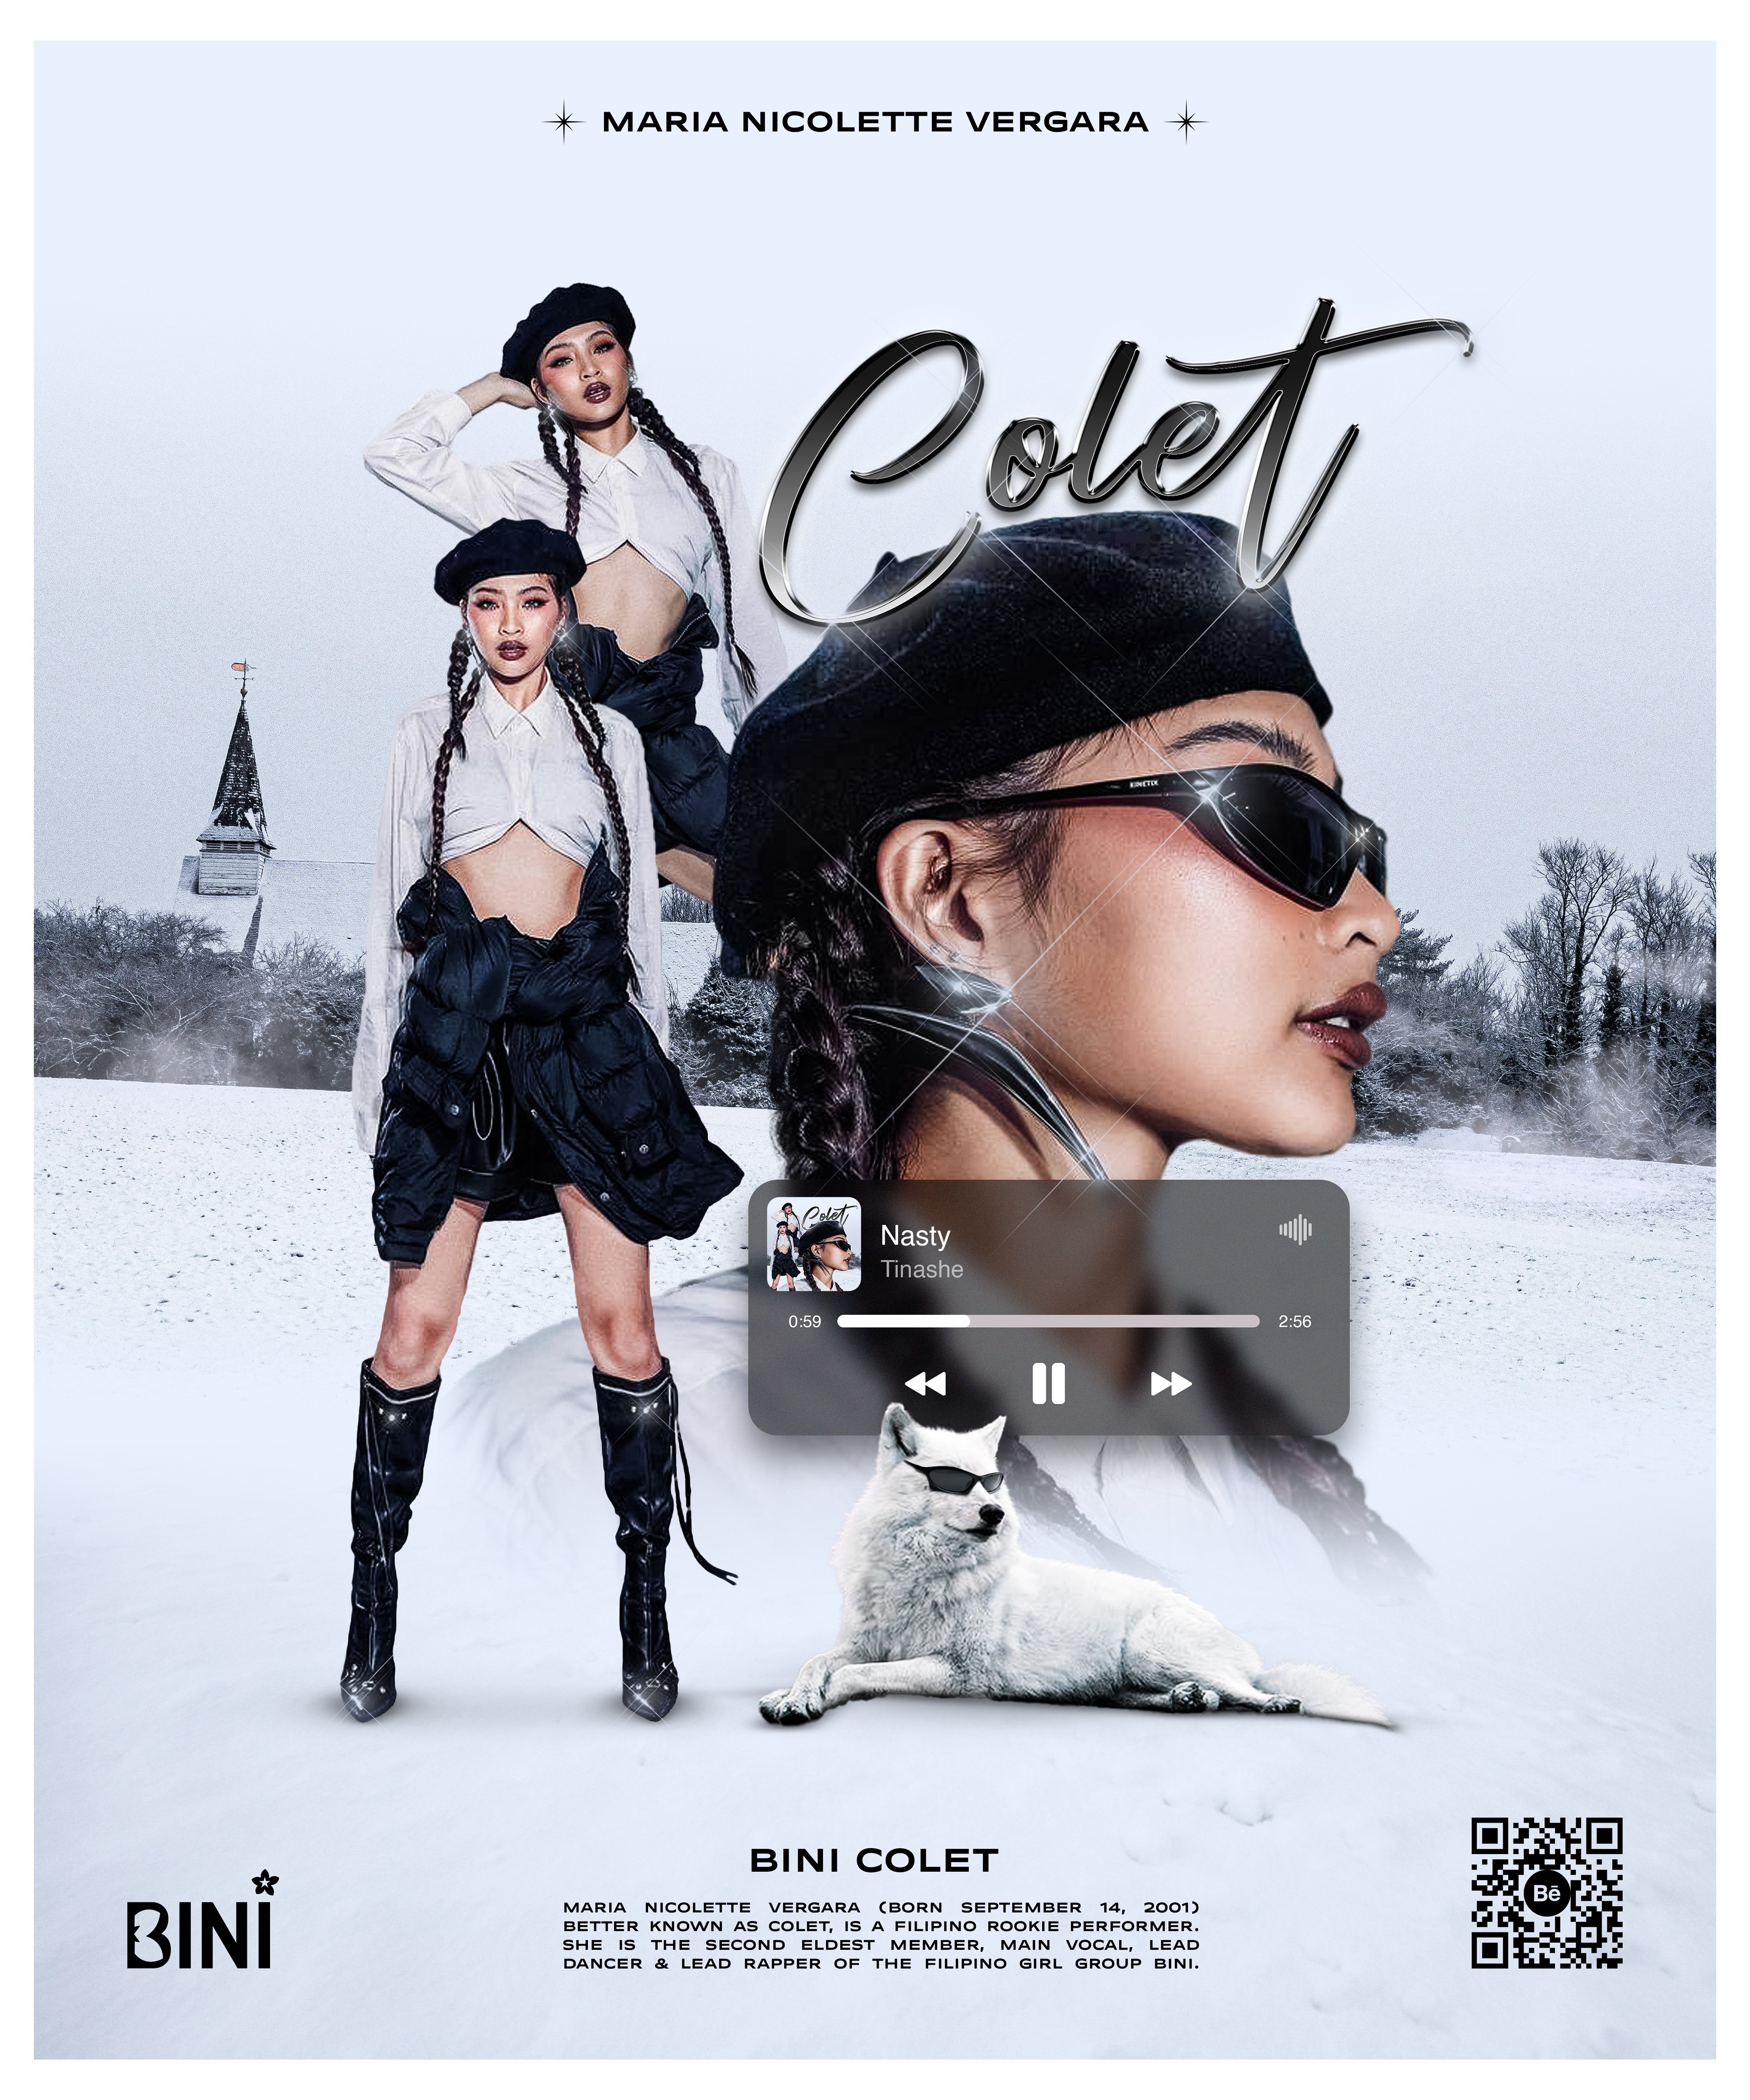 MARIA NICOLETTE VERGARA
Colet
KINETIX
Colet
Nasty
Tinashe
0:59
2:56
BINI
BINI COLET
MARIA NICOLETTE VERGARA (BORN SEPTEMBER 14, 2001)
BETTER KNOWN AS COLET, IS A FILIPINO ROOKIE PERFORMER.
SHE IS THE SECOND ELDEST MEMBER, MAIN VOCAL, LEAD
DANCER & LEAD RAPPER OF THE FILIPINO GIRL GROUP BINI.
Bē